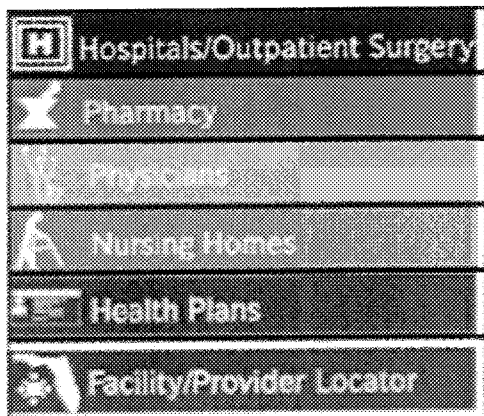 H Hospitals/Outpatient Surgery
Pharmacy
Physicians
Nursing Homes
Health Plans
Facility/Provider Locator